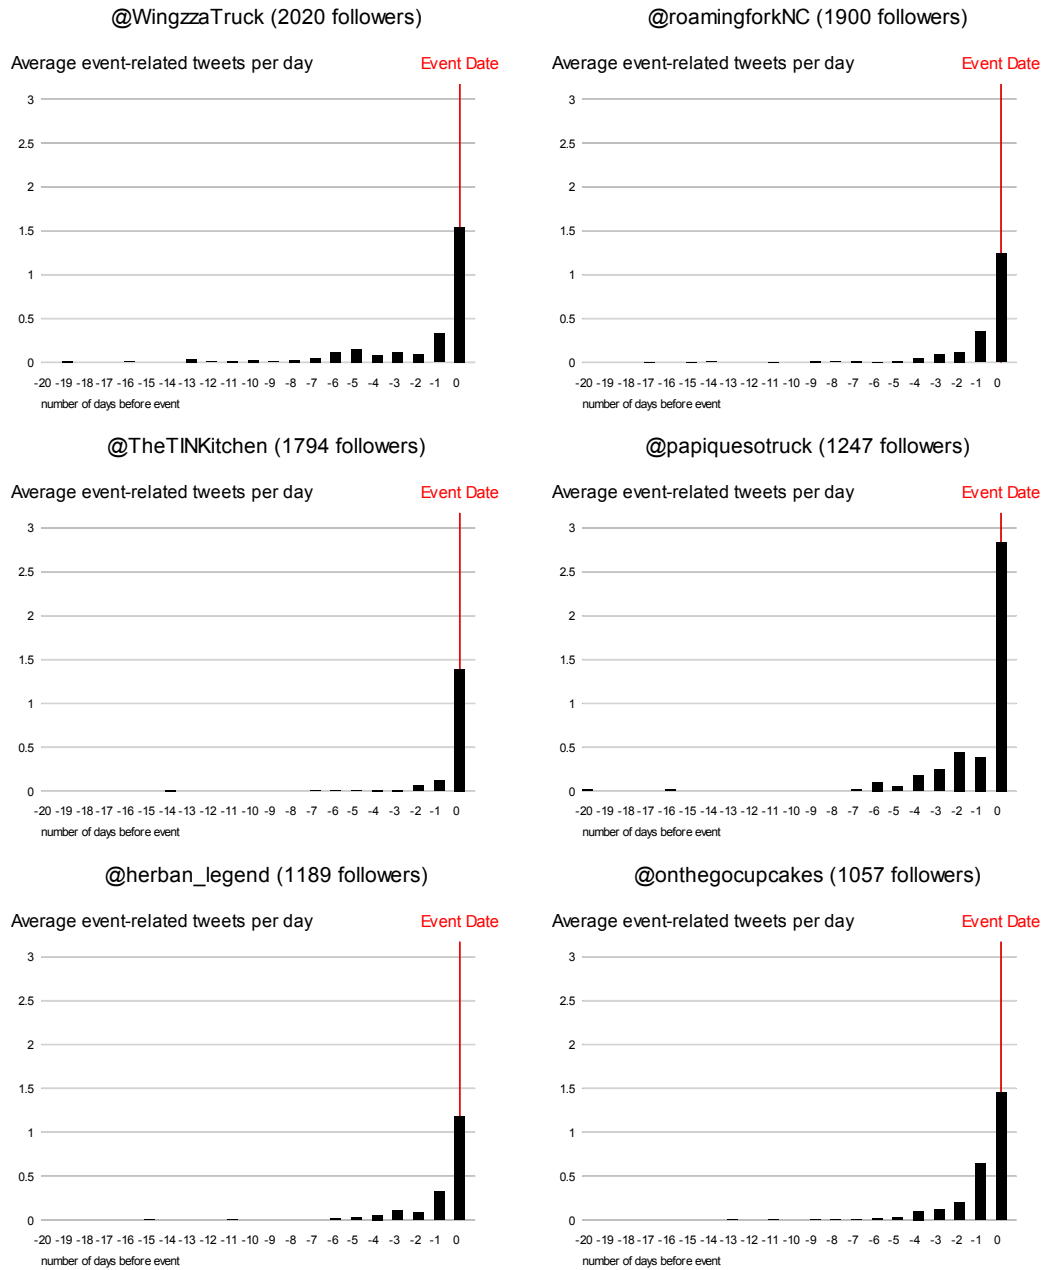 @WingzzaTruck (2020 followers)
Average event-related tweets per day
Event Date
3
2.5
2
1.5
1
0.5
0
-20 -19 -18 -17 -16 -15 -14 -13 -12 -11 -10 -9 -8 -7 -6 -5 -4 -3 -2 -1 0
number of days before event
@roamingforkNC (1900 followers)
Average event-related tweets per day
Event Date
3
2.5
2
1.5
1
0.5
0
-20 -19 -18 -17 -16 -15 -14 -13 -12 -11 -10 -9 -8 -7 -6 -5 -4 -3 -2 -1 0
number of days before event
@TheTINKitchen (1794 followers)
Average event-related tweets per day
Event Date
3
2.5
2
1.5
1
0.5
0
-20 -19 -18 -17 -16 -15 -14 -13 -12 -11 -10 -9 -8 -7 -6 -5 -4 -3 -2 -1 0
number of days before event
@papiquesotruck (1247 followers)
Average event-related tweets per day
Event Date
3
2.5
2
1.5
1
0.5
0
-20 -19 -18 -17 -16 -15 -14 -13 -12 -11 -10 -9 -8 -7 -6 -5 -4 -3 -2 -1 0
number of days before event
@herban_legend (1189 followers)
Average event-related tweets per day
Event Date
3
2.5
2
1.5
1
0.5
0
-20 -19 -18 -17 -16 -15 -14 -13 -12 -11 -10 -9 -8 -7 -6 -5 -4 -3 -2 -1 0
number of days before event
@onthegocupcakes (1057 followers)
Average event-related tweets per day
Event Date
3
2.5
2
1.5
1
0.5
0
-20 -19 -18 -17 -16 -15 -14 -13 -12 -11 -10 -9 -8 -7 -6 -5 -4 -3 -2 -1 0
number of days before event